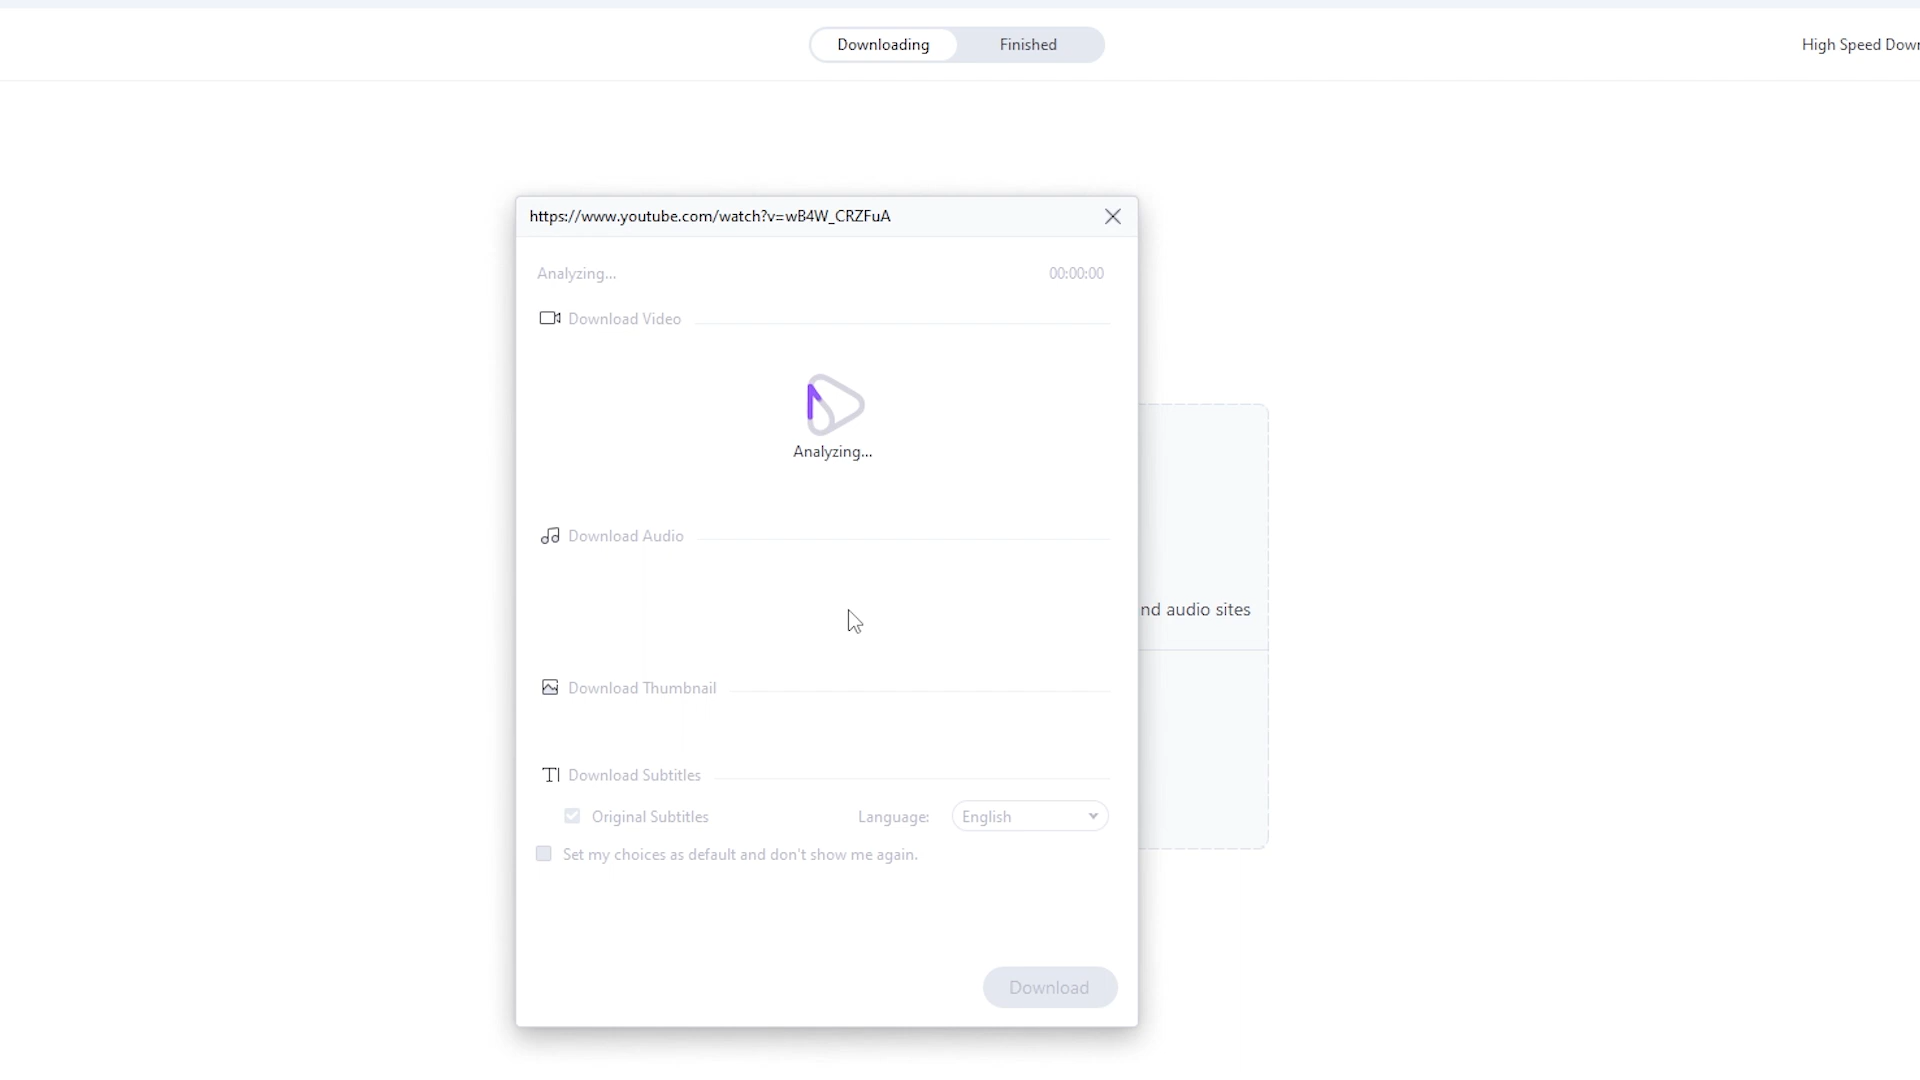 Downloading Finished High Speed Down
https://www.youtube.com/watch?v=wB4W_CRZFuA
Analyzing... 00:00:00
Download Video
Analyzing...
Download Audio
nd audio sites
Download Thumbnail
Download Subtitles
Original Subtitles Language: English
Set my choices as default and don't show me again.
Download